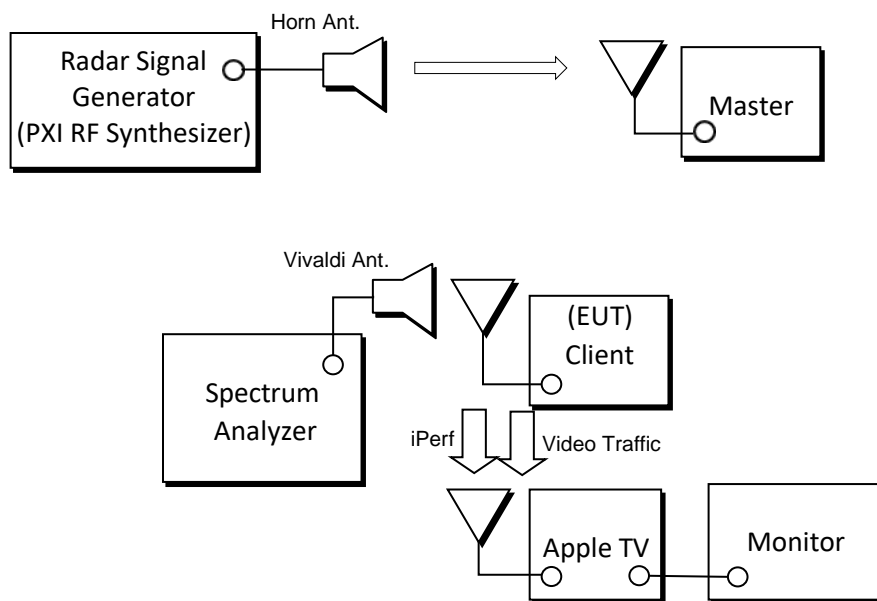 Horn Ant.
Radar Signal
Generator
(PXI RF Synthesizer)
Master
Vivaldi Ant.
(EUT)
Client
Spectrum
Analyzer
iPerf
Video Traffic
Apple TV
Monitor